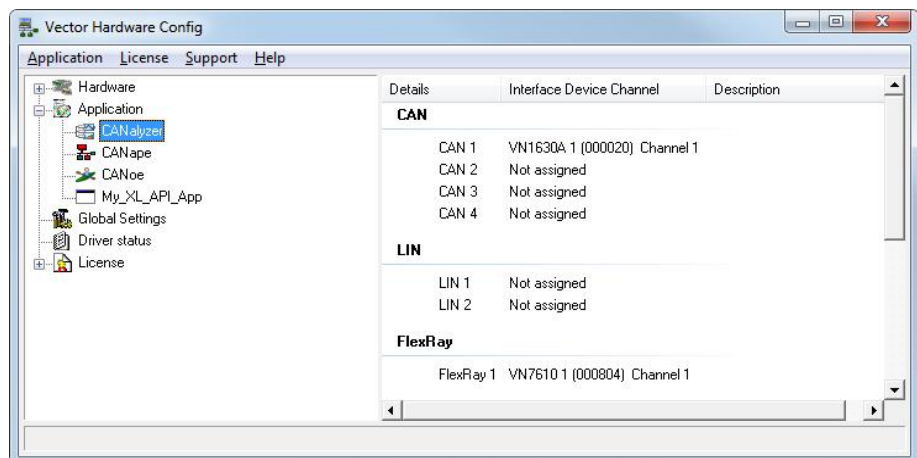 Vector Hardware Config
Application License Support Help
Hardware
Application
CANalyzer
CANape
CANoe
My_XL_API_App
Global Settings
Driver status
License
Details Interface Device Channel Description
CAN
CAN 1 VN1630A 1 (000020) Channel 1
CAN 2 Not assigned
CAN 3 Not assigned
CAN 4 Not assigned
LIN
LIN 1 Not assigned
LIN 2 Not assigned
FlexRay
FlexRay 1 VN7610 1 (000804) Channel 1